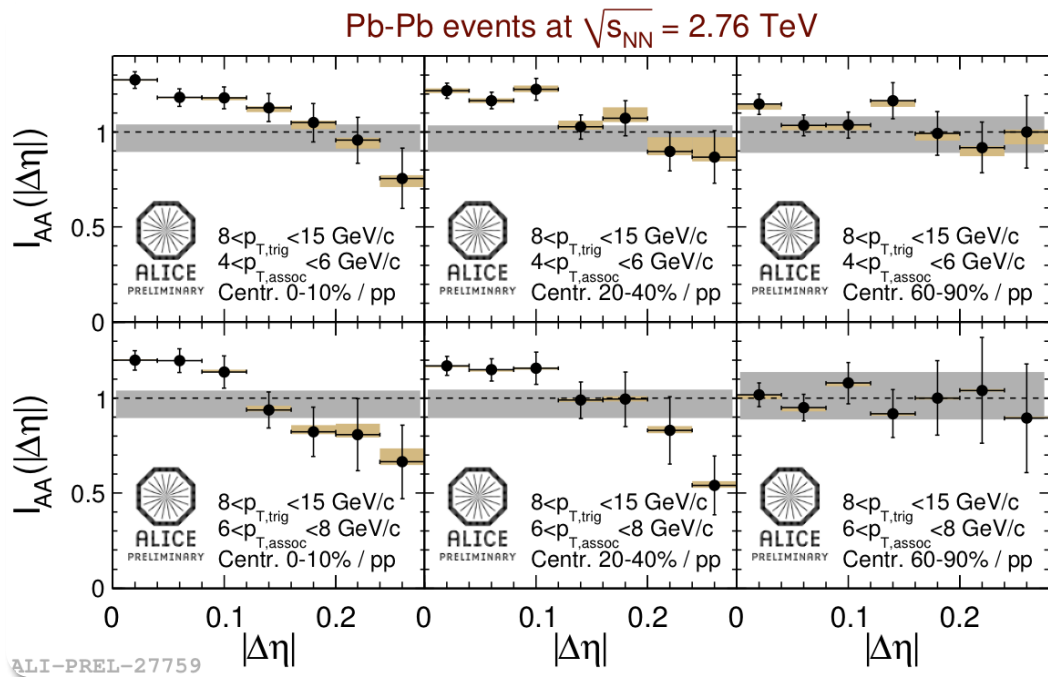 Pb-Pb events at √s_NN = 2.76 TeV
I_AA(|Δη|)
1
0.5
0
ALICE
PRELIMINARY
8<p_T,trig <15 GeV/c
4<p_T,assoc <6 GeV/c
Centr. 0-10% / pp
ALICE
PRELIMINARY
8<p_T,trig <15 GeV/c
4<p_T,assoc <6 GeV/c
Centr. 20-40% / pp
ALICE
PRELIMINARY
8<p_T,trig <15 GeV/c
4<p_T,assoc <6 GeV/c
Centr. 60-90% / pp
I_AA(|Δη|)
1
0.5
0
ALICE
PRELIMINARY
8<p_T,trig <15 GeV/c
6<p_T,assoc <8 GeV/c
Centr. 0-10% / pp
ALICE
PRELIMINARY
8<p_T,trig <15 GeV/c
6<p_T,assoc <8 GeV/c
Centr. 20-40% / pp
ALICE
PRELIMINARY
8<p_T,trig <15 GeV/c
6<p_T,assoc <8 GeV/c
Centr. 60-90% / pp
0 0.1 0.2 0 0.1 0.2 0 0.1 0.2
|Δη| |Δη| |Δη|
ALI-PREL-27759